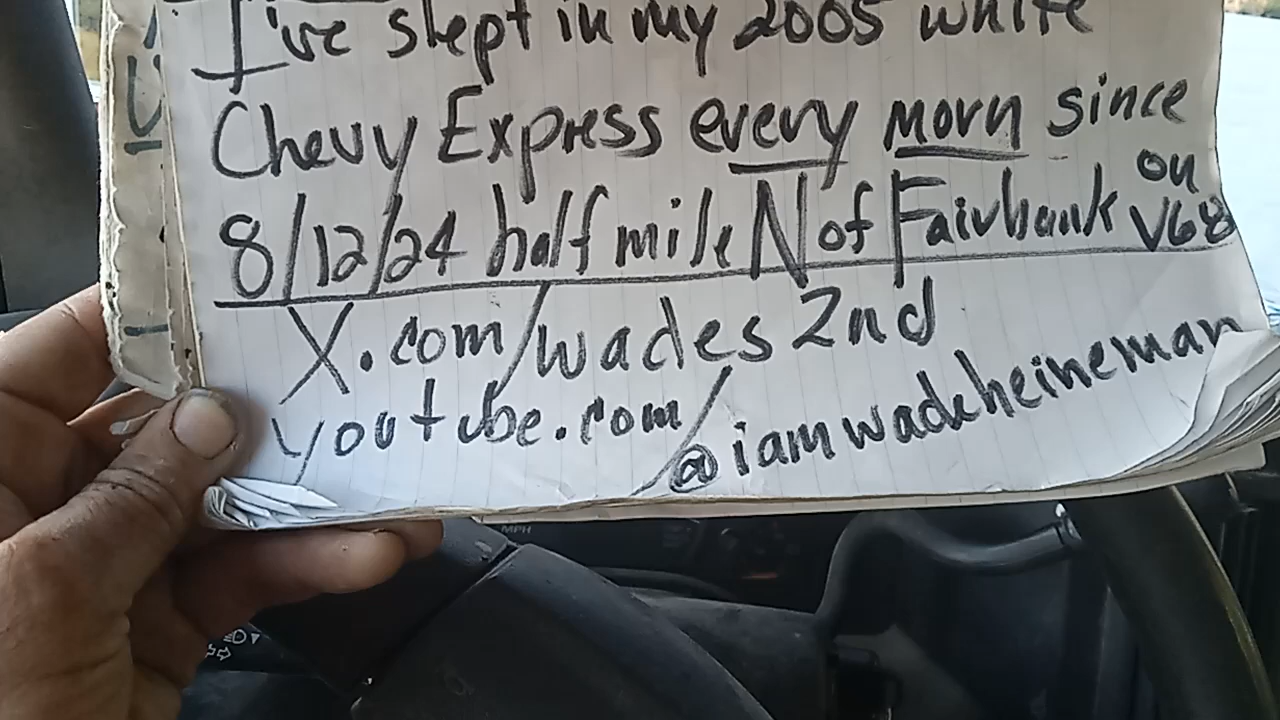 I've slept in my 2005 white
Chevy Express every morn since
8/12/24 half mile N of Fairbank on V68
X.com/wades2nd
youtube.com/
@iamwadeheineman
MPH